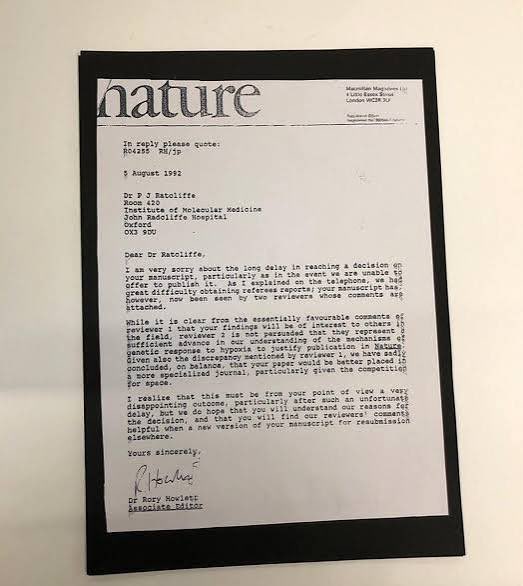 nature
Macmillan Magazines Ltd
4 Little Essex Street
London WC2R 3LF
Registered Office
In reply please quote:
R04255 RH/jp
5 August 1992
Dr P J Ratcliffe
Room 420
Institute of Molecular Medicine
John Radcliffe Hospital
Oxford
OX3 9DU
Dear Dr Ratcliffe,
I am very sorry about the long delay in reaching a decision on
your manuscript, particularly as in the event we are unable to
offer to publish it. As I explained on the telephone, we had
great difficulty obtaining referees reports; your manuscript has,
however, now been seen by two reviewers whose comments are
attached.
While it is clear from the essentially favourable comments of
reviewer 1 that your findings will be of interest to others in
the field, reviewer 2 is not persuaded that they represent a
sufficient advance in our understanding of the mechanisms of
genetic response to hypoxia to justify publication in Nature.
Given also the discrepancy mentioned by reviewer 1, we have sadly
concluded, on balance, that your paper would be better placed in
a more specialized journal, particularly given the competition
for space.
I realize that this must be from your point of view a very
disappointing outcome, particularly after such an unfortunate
delay, but we do hope that you will understand our reasons for
the decision, and that you will find our reviewers' comments
helpful when a new version of your manuscript for resubmission
elsewhere.
Yours sincerely,
R. Howlett
Dr Rory Howlett
Associate Editor